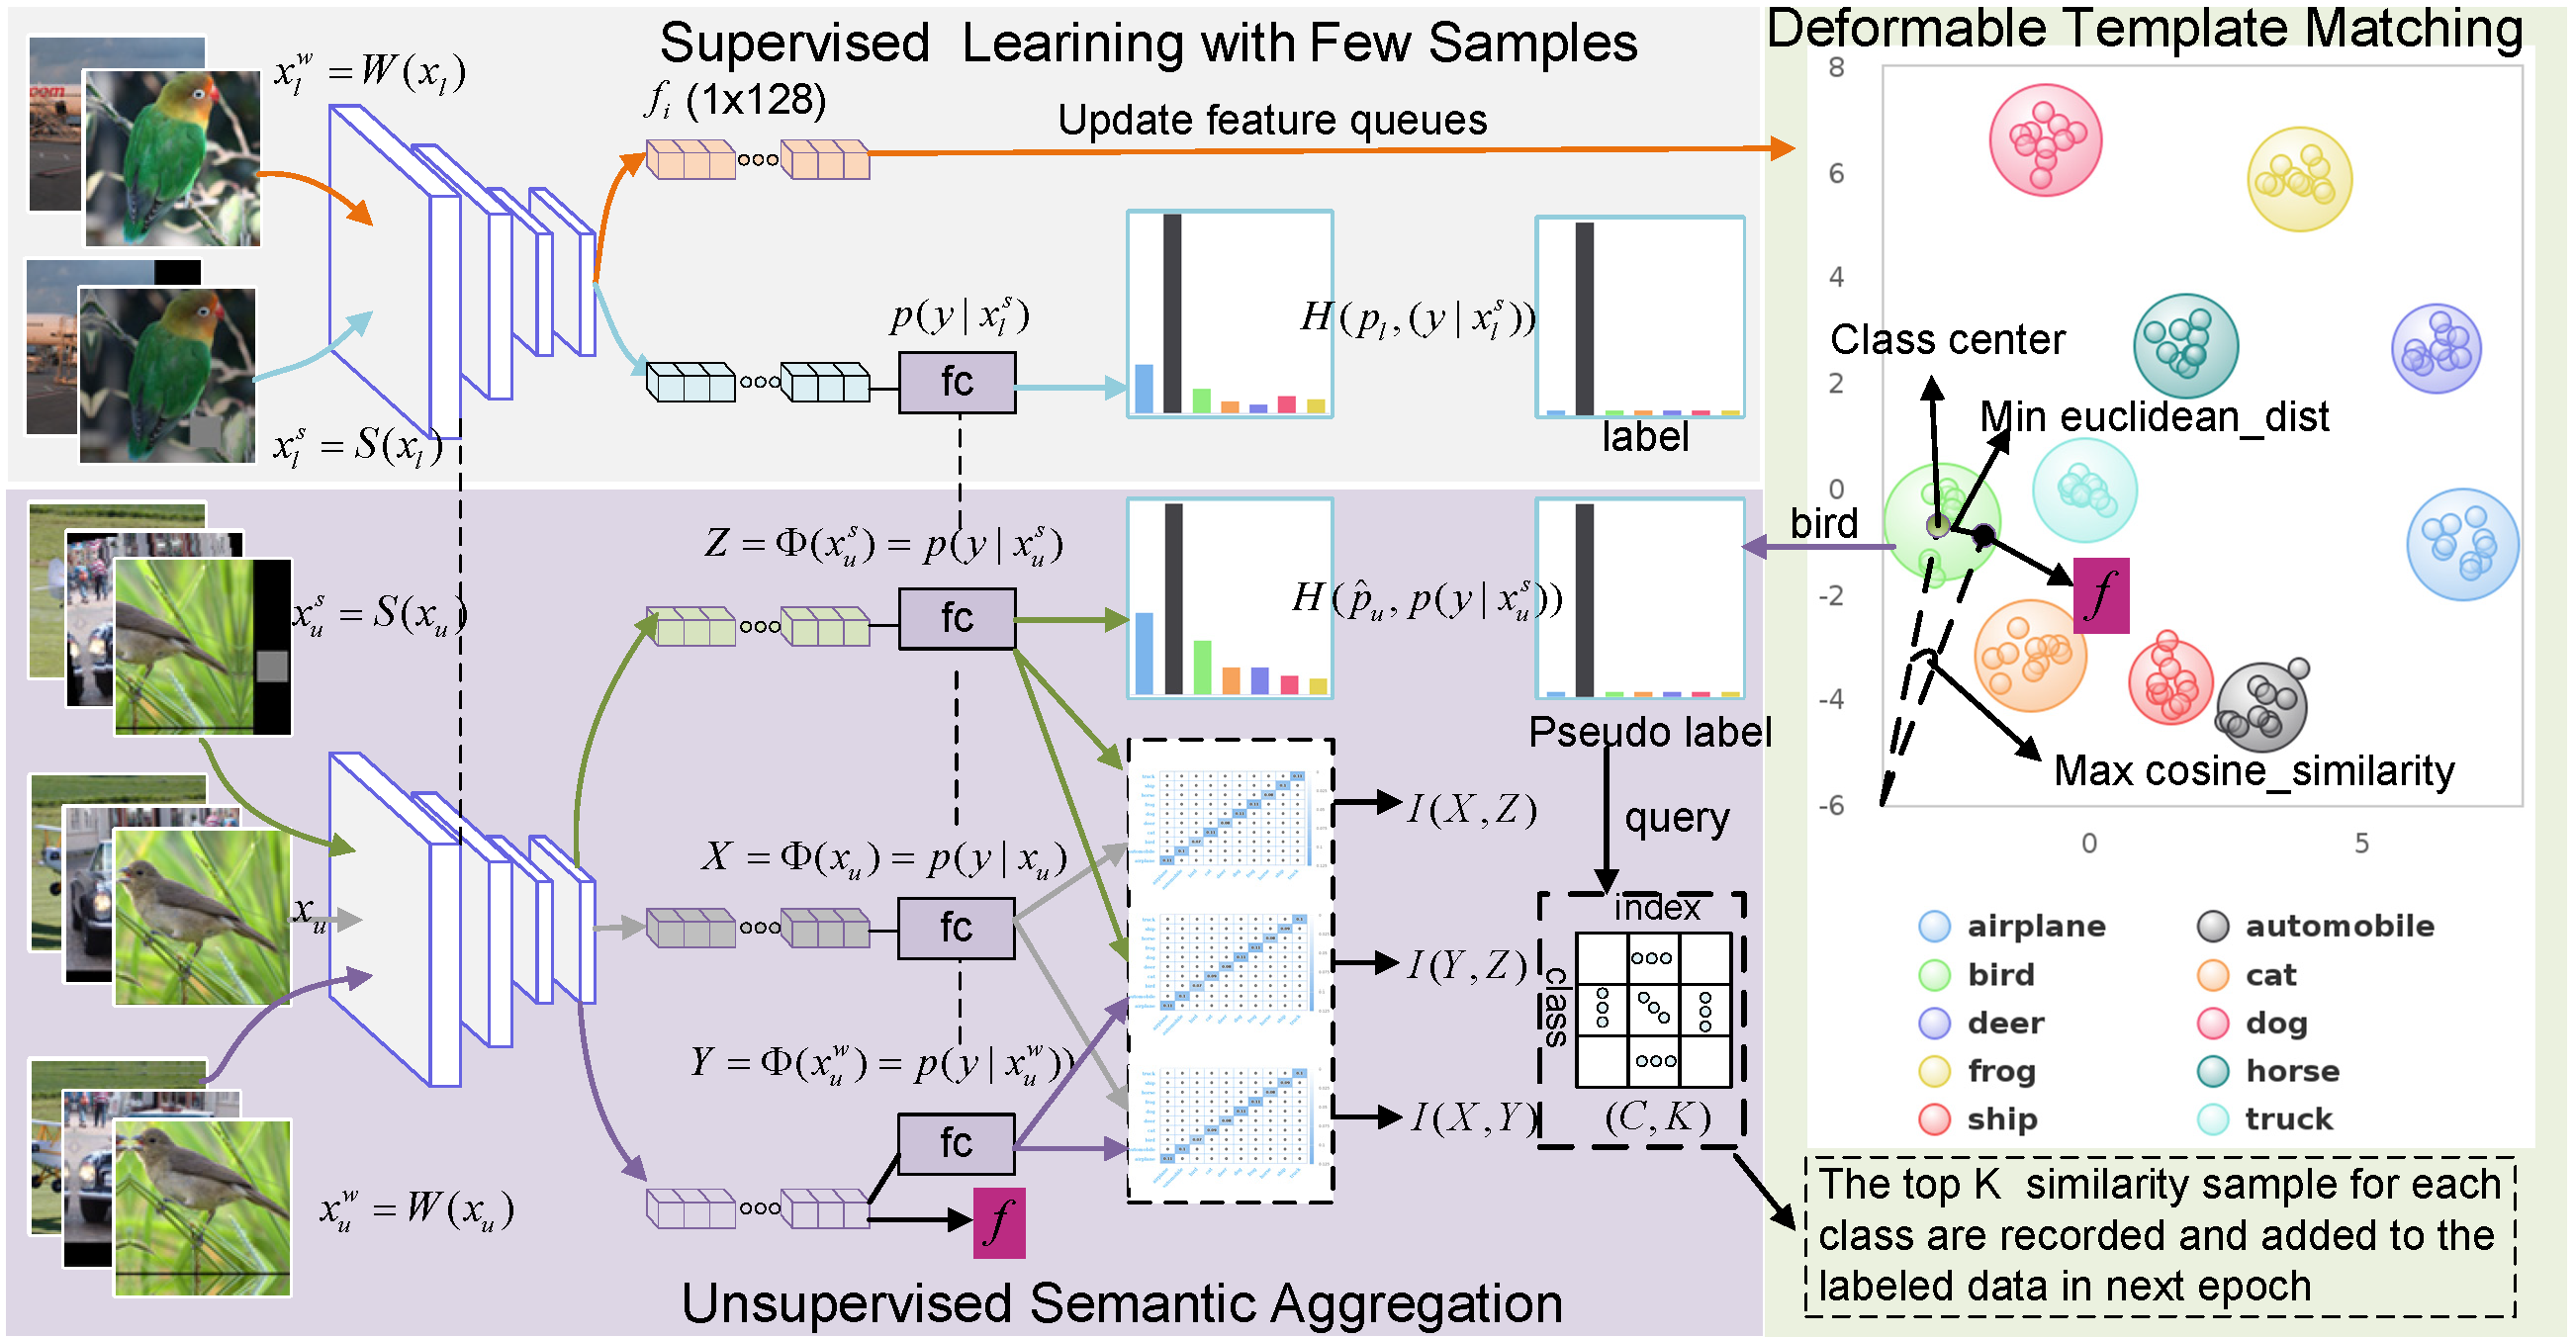 Supervised Learining with Few Samples
x_l^w = W(x_l)
f_i (1x128)
Update feature queues
p(y | x_l^s)
fc
H(p_l, (y | x_l^s))
label
x_l^s = S(x_l)
Z = Φ(x_u^s) = p(y | x_u^s)
x_u^s = S(x_u)
fc
H(p̂_u, p(y | x_u^s))
Pseudo label
query
X = Φ(x_u) = p(y | x_u)
x_u
fc
I(X,Z)
I(Y,Z)
I(X,Y)
index
class
(C,K)
Y = Φ(x_u^w) = p(y | x_u^w))
fc
f
x_u^w = W(x_u)
Unsupervised Semantic Aggregation
Deformable Template Matching
8
6
4
2
0
-2
-4
-6
0 5
Class center
Min euclidean_dist
bird
f
Max cosine_similarity
airplane automobile
bird cat
deer dog
frog horse
ship truck
The top K similarity sample for each
class are recorded and added to the
labeled data in next epoch